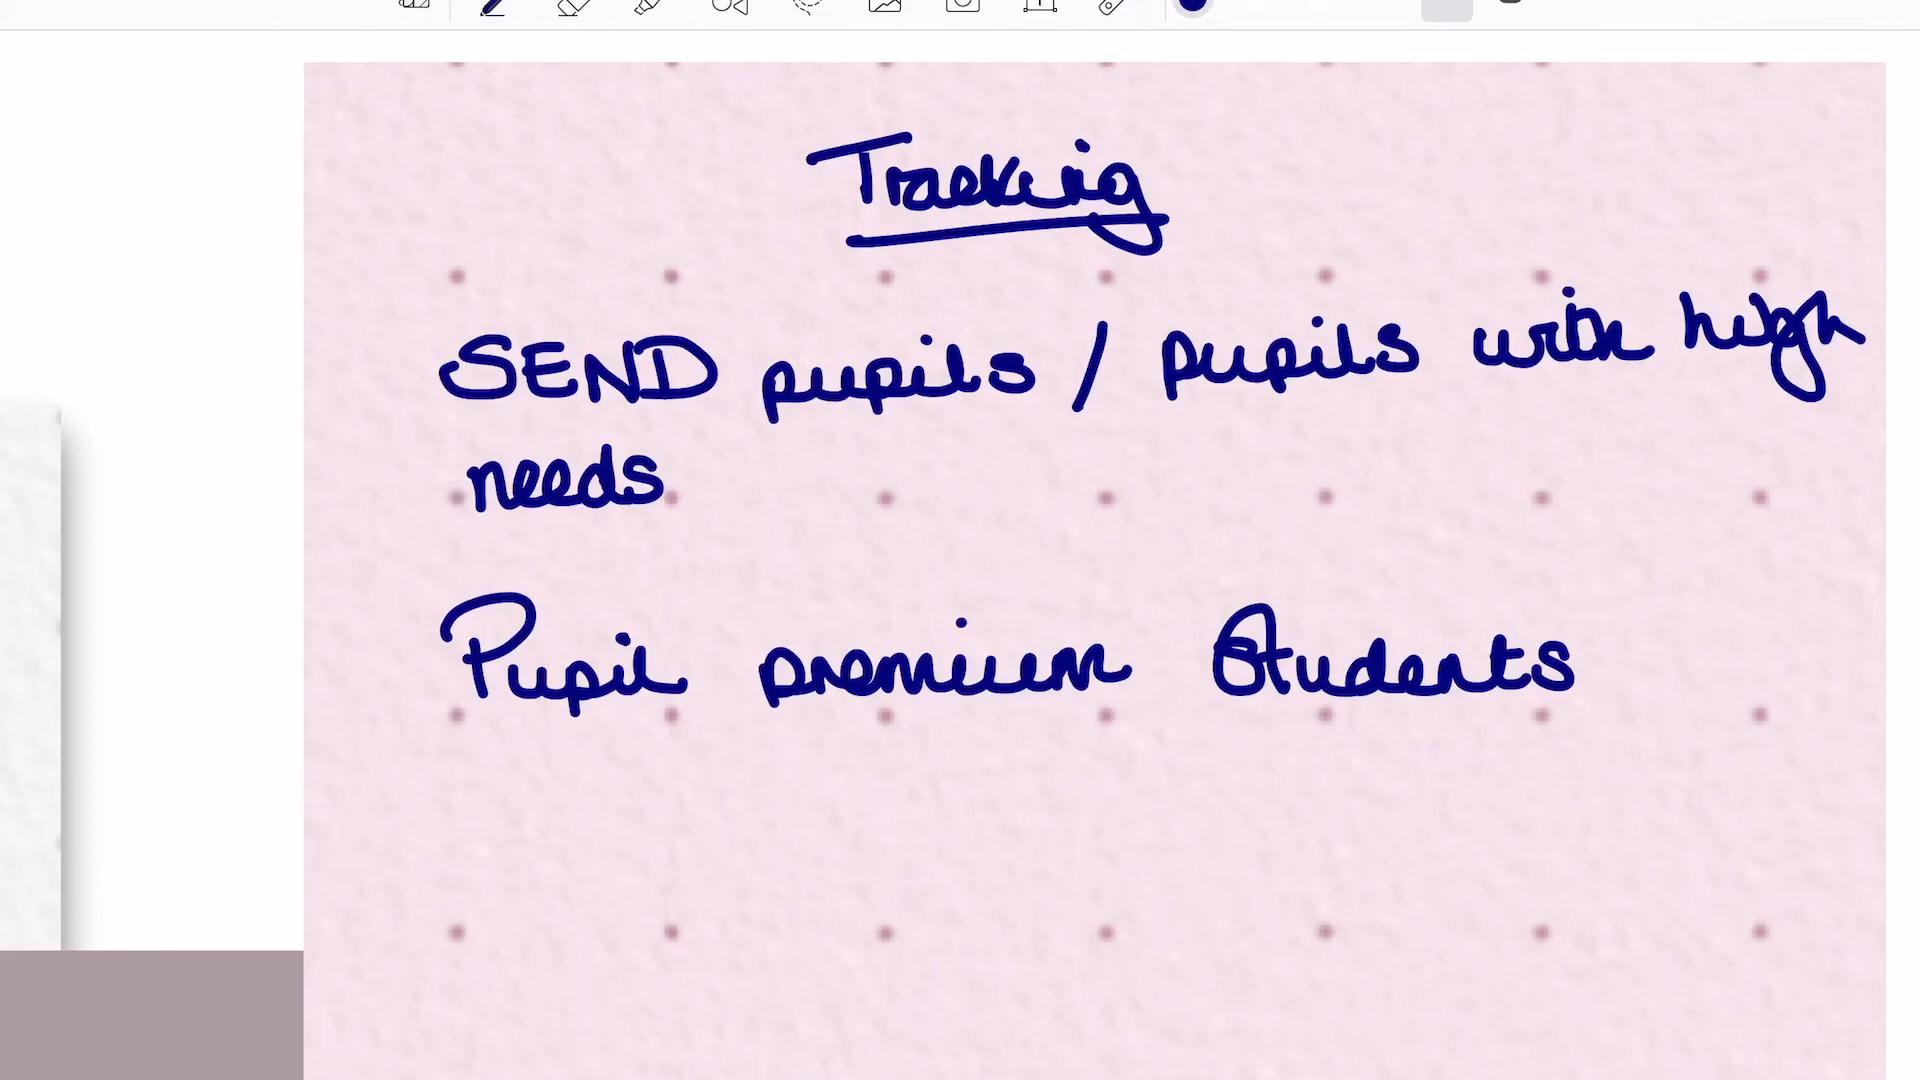 Tracking
SEND pupils / pupils with high
needs
Pupil premium Students